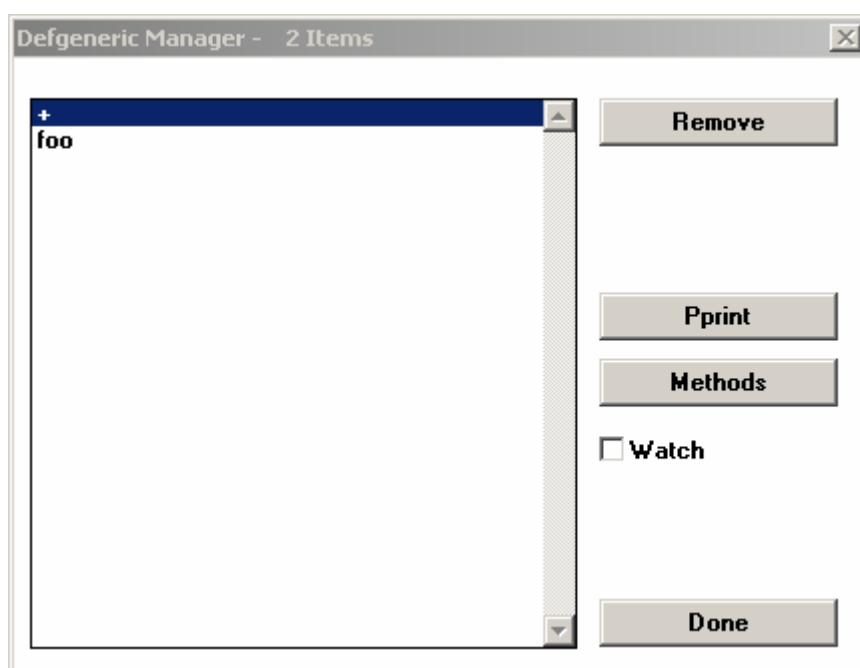 Defgeneric Manager -   2 Items
+
foo
Remove
Pprint
Methods
Watch
Done